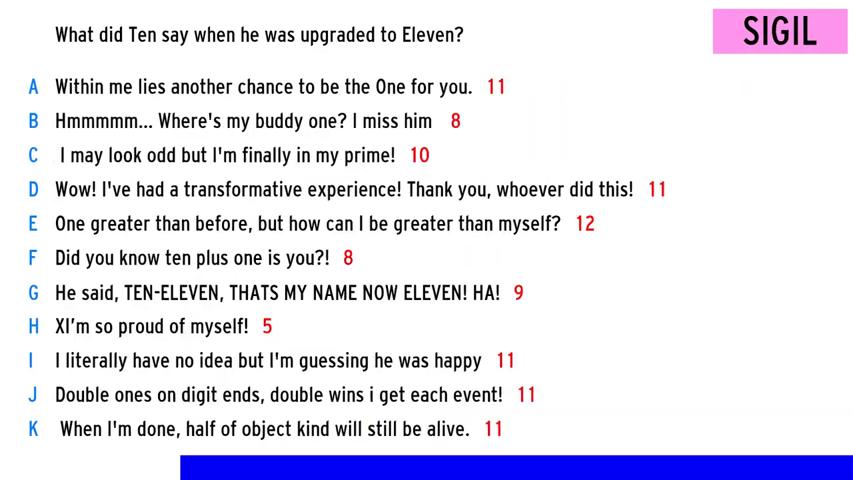 What did Ten say when he was upgraded to Eleven?
SIGIL
A Within me lies another chance to be the One for you. 11
B Hmmmmm... Where's my buddy one? I miss him 8
C I may look odd but I'm finally in my prime! 10
D Wow! I've had a transformative experience! Thank you, whoever did this! 11
E One greater than before, but how can I be greater than myself? 12
F Did you know ten plus one is you?! 8
G He said, TEN-ELEVEN, THATS MY NAME NOW ELEVEN! HA! 9
H XI’m so proud of myself! 5
I I literally have no idea but I'm guessing he was happy 11
J Double ones on digit ends, double wins i get each event! 11
K When I'm done, half of object kind will still be alive. 11